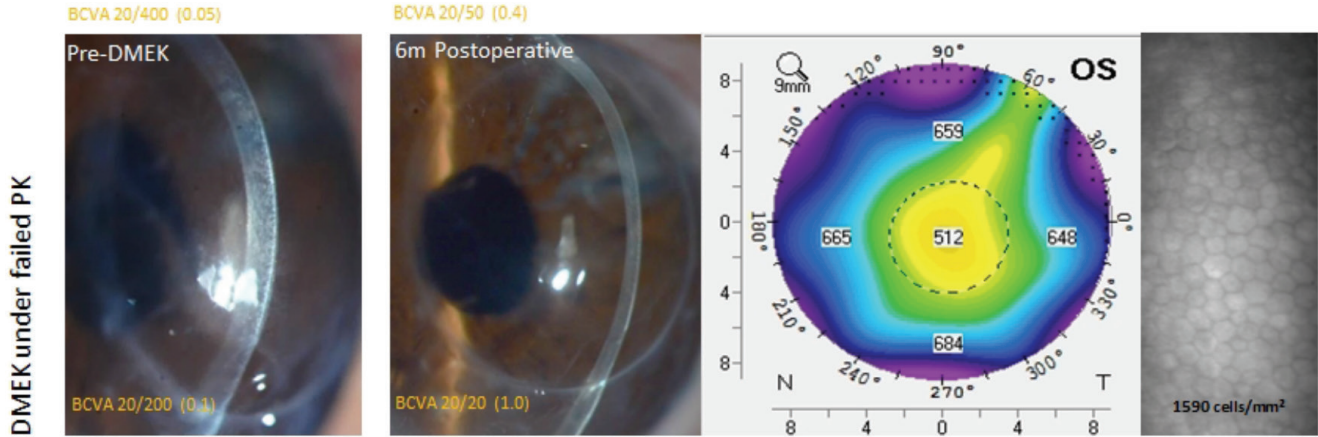 BCVA 20/400 (0.05)
BCVA 20/50 (0.4)
DMEK under failed PK
Pre-DMEK
BCVA 20/200 (0.1)
6m Postoperative
BCVA 20/20 (1.0)
9mm
OS
90°
120°
60°
150°
30°
180°
0°
210°
330°
240°
300°
270°
659
665
512
648
684
8
4
0
4
8
N
T
8 4 0 4 8
1590 cells/mm²